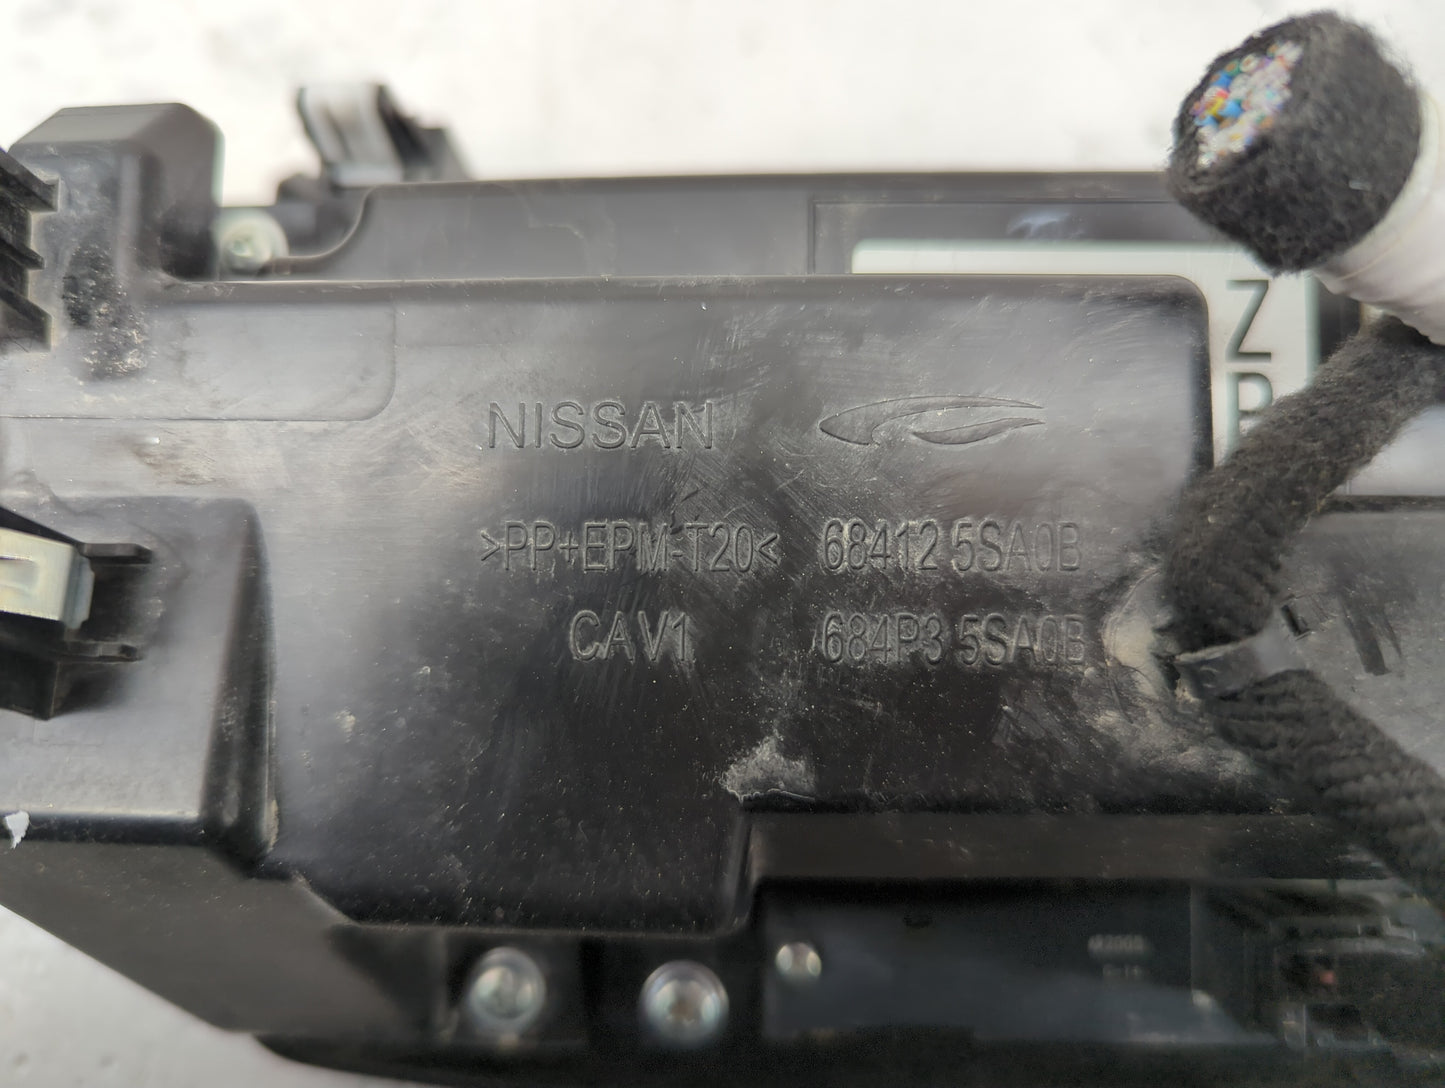 Z
NISSAN
>PP+EPM-T20< 68412 5SA0B
CAV1 684P3 5SA0B